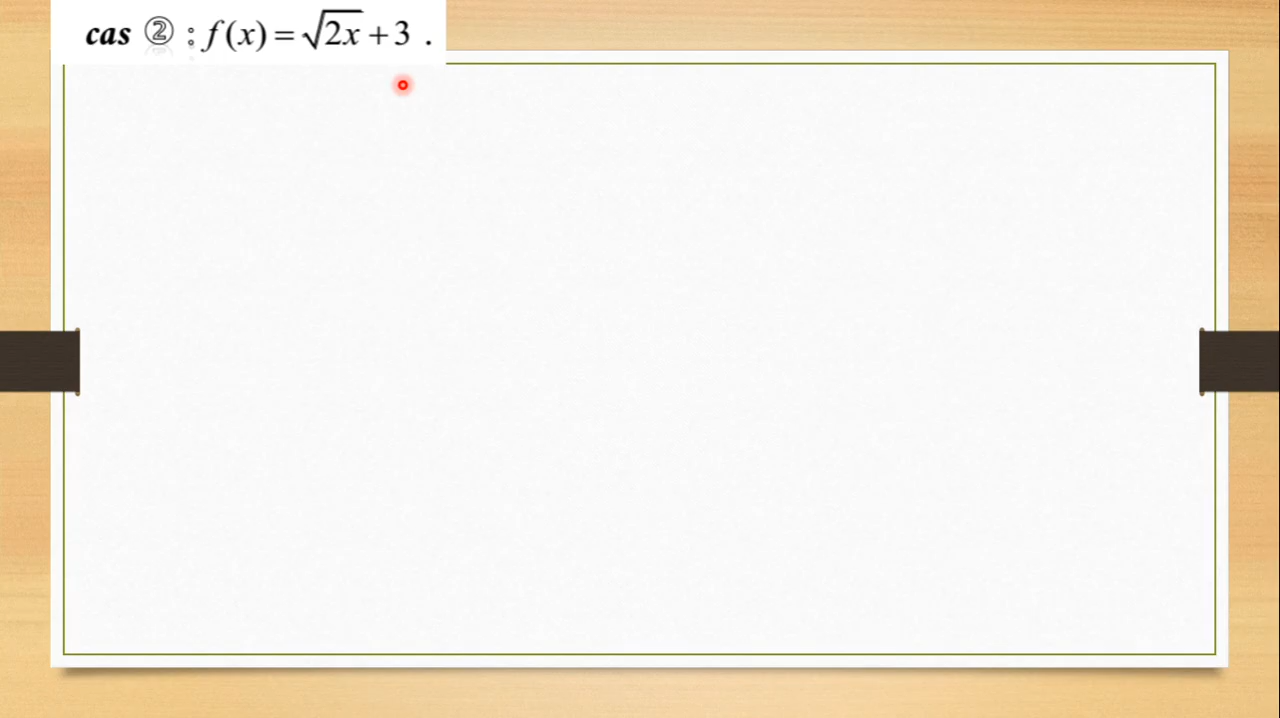 cas ② : f(x) = √2x + 3 .